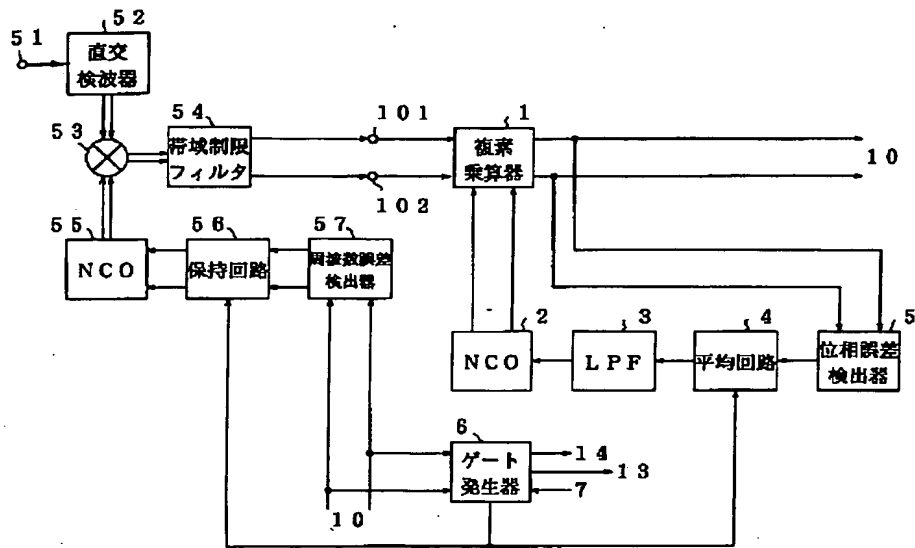 51
52
直交
検波器
53
54
帯域制限
フィルタ
101
102
1
複素
乗算器
10
55
NCO
56
保持回路
57
周波数誤差
検出器
2
NCO
3
LPF
4
平均回路
5
位相誤差
検出器
6
ゲート
発生器
14
13
7
10